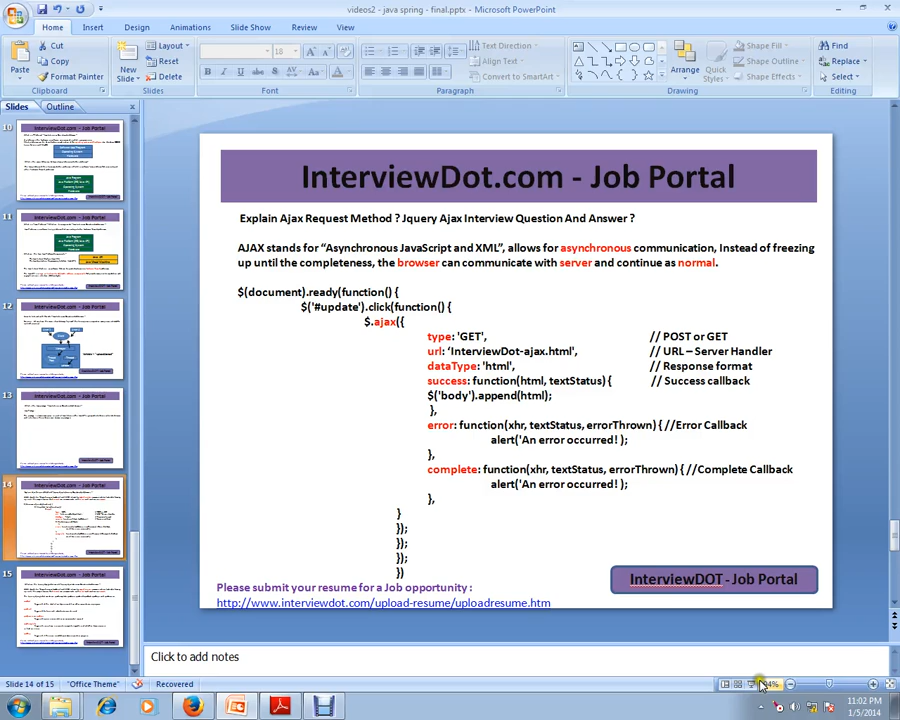 videos2 - java spring - final.pptx - Microsoft PowerPoint
Home Insert Design Animations Slide Show Review View
Cut
Copy
Format Painter
Paste
Clipboard
New
Slide
Layout
Reset
Delete
Slides
18
Font
Text Direction
Align Text
Convert to SmartArt
Paragraph
Arrange
Quick
Styles
Shape Fill
Shape Outline
Shape Effects
Drawing
Find
Replace
Select
Editing
Slides Outline
10
11
12
13
14
15
InterviewDot.com - Job Portal
Explain Ajax Request Method ? Jquery Ajax Interview Question And Answer ?
AJAX stands for “Asynchronous JavaScript and XML”, allows for asynchronous communication, Instead of freezing
up until the completeness, the browser can communicate with server and continue as normal.
$(document).ready(function() {
$('#update').click(function() {
$.ajax({
type: 'GET', // POST or GET
url: ‘InterviewDot-ajax.html', // URL – Server Handler
dataType: 'html', // Response format
success: function(html, textStatus) { // Success callback
$('body').append(html);
},
error: function(xhr, textStatus, errorThrown) { //Error Callback
alert('An error occurred! );
},
complete: function(xhr, textStatus, errorThrown) { //Complete Callback
alert('An error occurred! );
},
}
});
});
});
})
Please submit your resume for a Job opportunity :
http://www.interviewdot.com/upload-resume/uploadresume.htm
InterviewDOT - Job Portal
Click to add notes
Slide 14 of 15 "Office Theme" Recovered
11:02 PM
1/5/2014